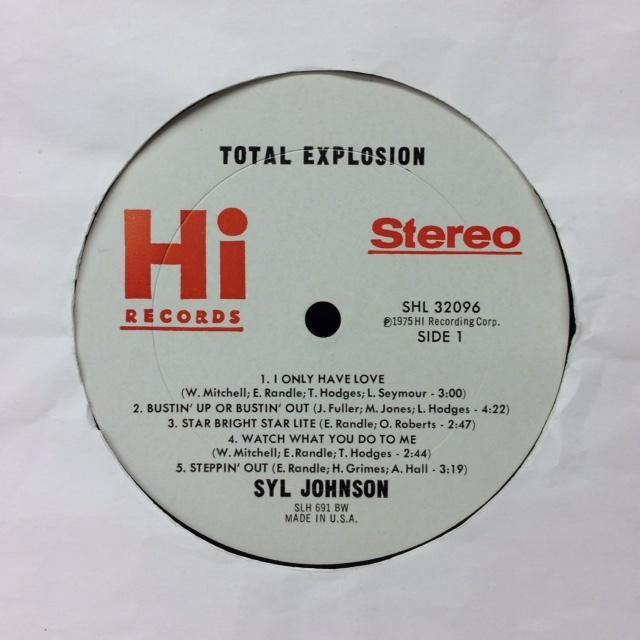 TOTAL EXPLOSION
Hi
RECORDS
Stereo
SHL 32096
℗1975 HI Recording Corp.
SIDE 1
1. I ONLY HAVE LOVE
(W. Mitchell; E. Randle; T. Hodges; L. Seymour - 3:00)
2. BUSTIN' UP OR BUSTIN' OUT (J. Fuller; M. Jones; L. Hodges - 4:22)
3. STAR BRIGHT STAR LITE (E. Randle; O. Roberts - 2:47)
4. WATCH WHAT YOU DO TO ME
(W. Mitchell; E. Randle; T. Hodges - 2:44)
5. STEPPIN' OUT (E. Randle; H. Grimes; A. Hall - 3:19)
SYL JOHNSON
SLH 691 BW
MADE IN U.S.A.